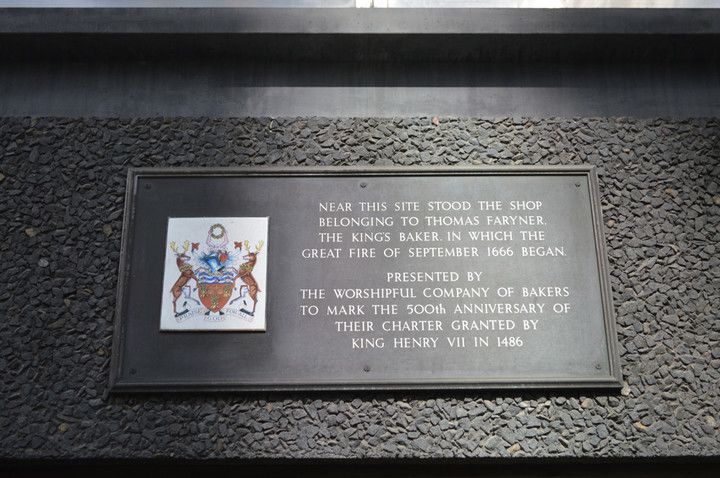 NEAR THIS SITE STOOD THE SHOP
BELONGING TO THOMAS FARYNER,
THE KING'S BAKER, IN WHICH THE
GREAT FIRE OF SEPTEMBER 1666 BEGAN.
PRESENTED BY
THE WORSHIPFUL COMPANY OF BAKERS
TO MARK THE 500th ANNIVERSARY OF
THEIR CHARTER GRANTED BY
KING HENRY VII IN 1486